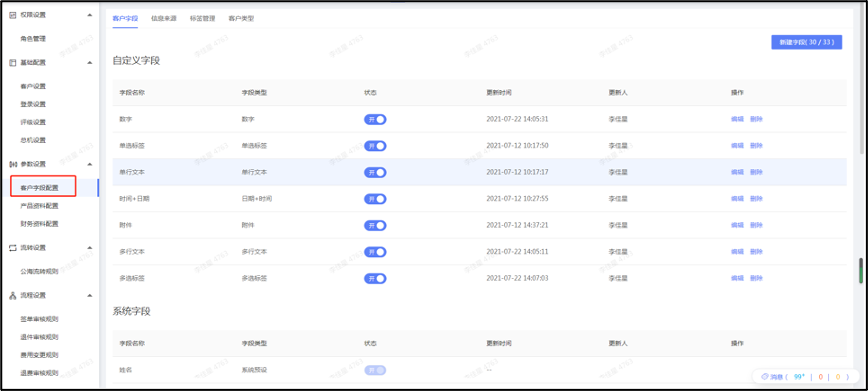 权限设置
角色管理
基础配置
客户设置
登录设置
评级设置
总机设置
参数设置
客户字段配置
产品资料配置
财务资料配置
流转设置
公海流转规则
流程设置
签单审核规则
退件审核规则
费用变更规则
退费审核规则
客户字段 信息来源 标签管理 客户类型
新建字段( 30 / 33 )
自定义字段
字段名称 字段类型 状态 更新时间 更新人 操作
数字 数字 开 2021-07-22 14:05:31 李佳星 编辑 删除
单选标签 单选标签 开 2021-07-22 10:17:50 李佳星 编辑 删除
单行文本 单行文本 开 2021-07-22 10:17:17 李佳星 编辑 删除
时间+日期 日期+时间 开 2021-07-22 10:27:55 李佳星 编辑 删除
附件 附件 开 2021-07-12 14:37:21 李佳星 编辑 删除
多行文本 多行文本 开 2021-07-22 14:05:11 李佳星 编辑 删除
多选标签 多选标签 开 2021-07-22 14:07:03 李佳星 编辑 删除
系统字段
字段名称 字段类型 状态 更新时间 更新人 操作
姓名 系统预设 开 --
消息 ( 99+ | 0 | 0 )
李佳星 4763